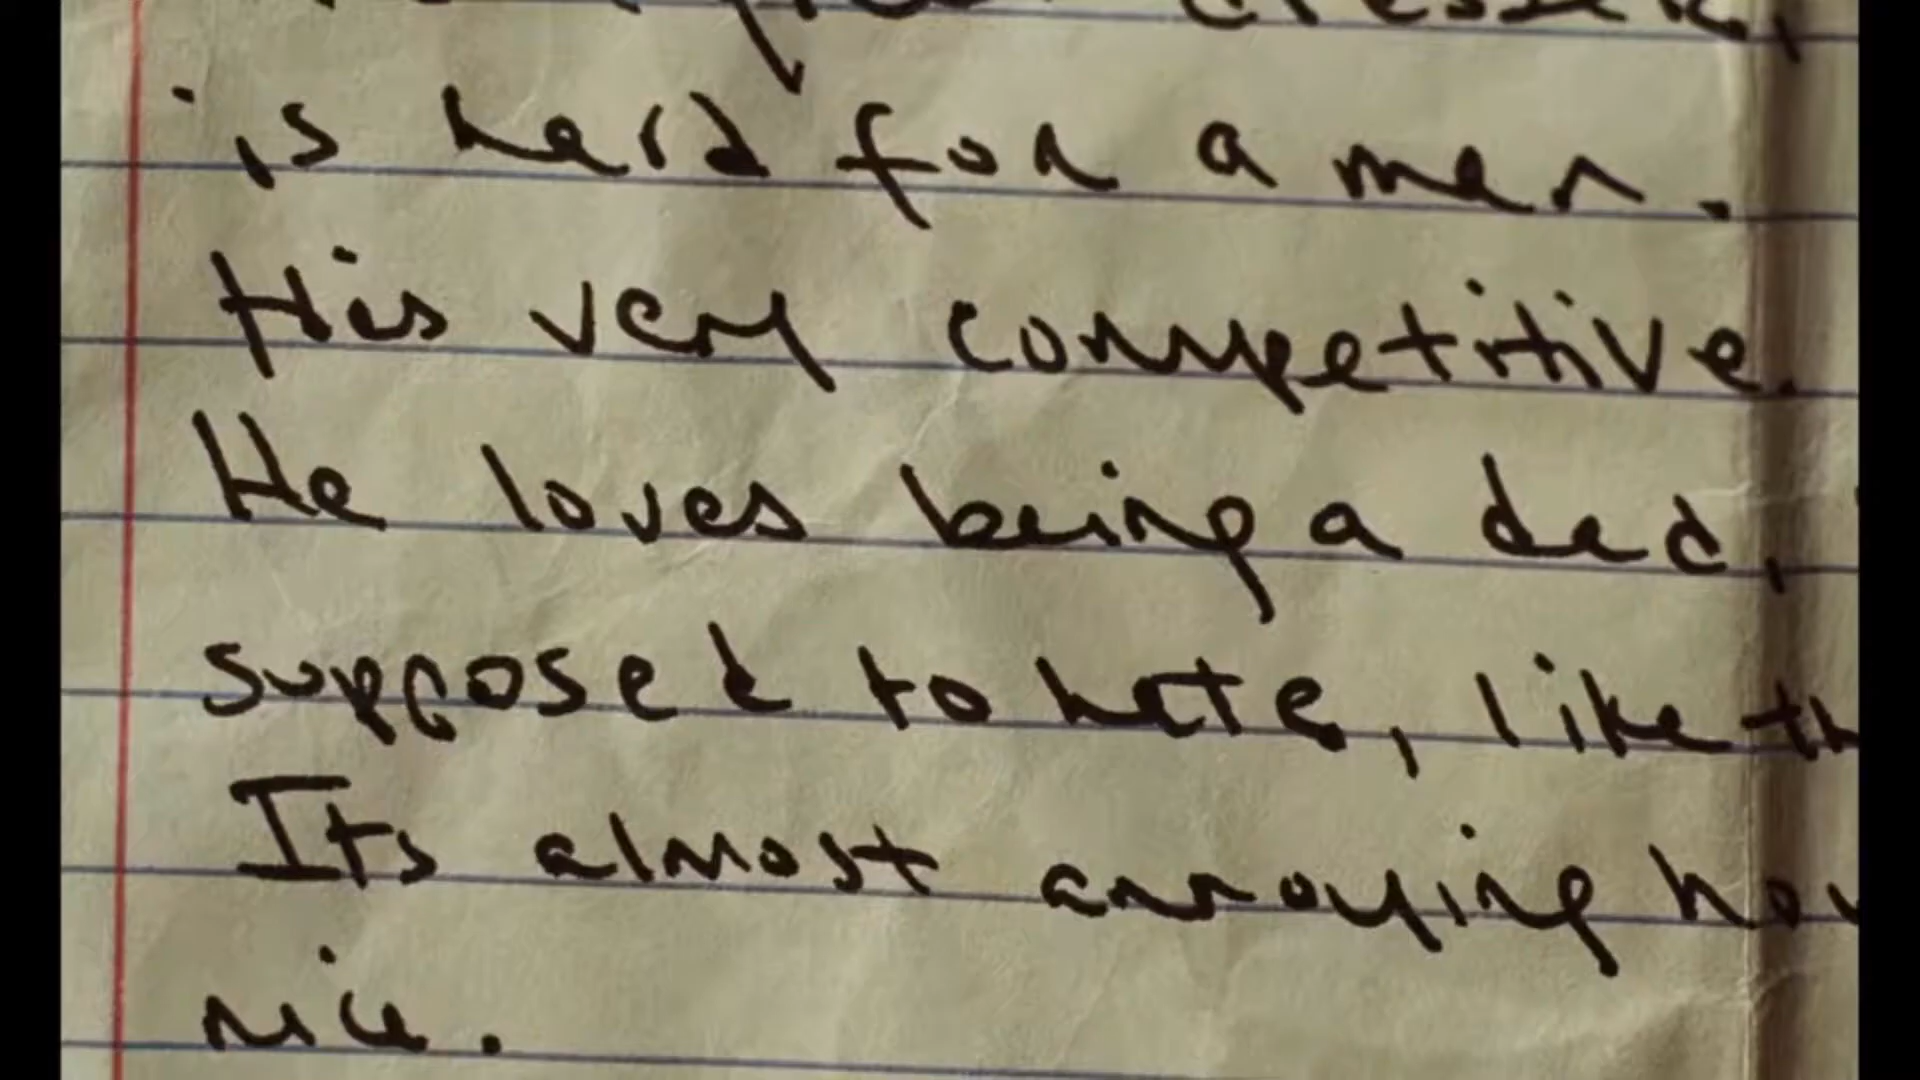 is hard for a man.
His very competitive.
He loves being a dad.
supposed to hate, like th
Its almost annoying how
nice.